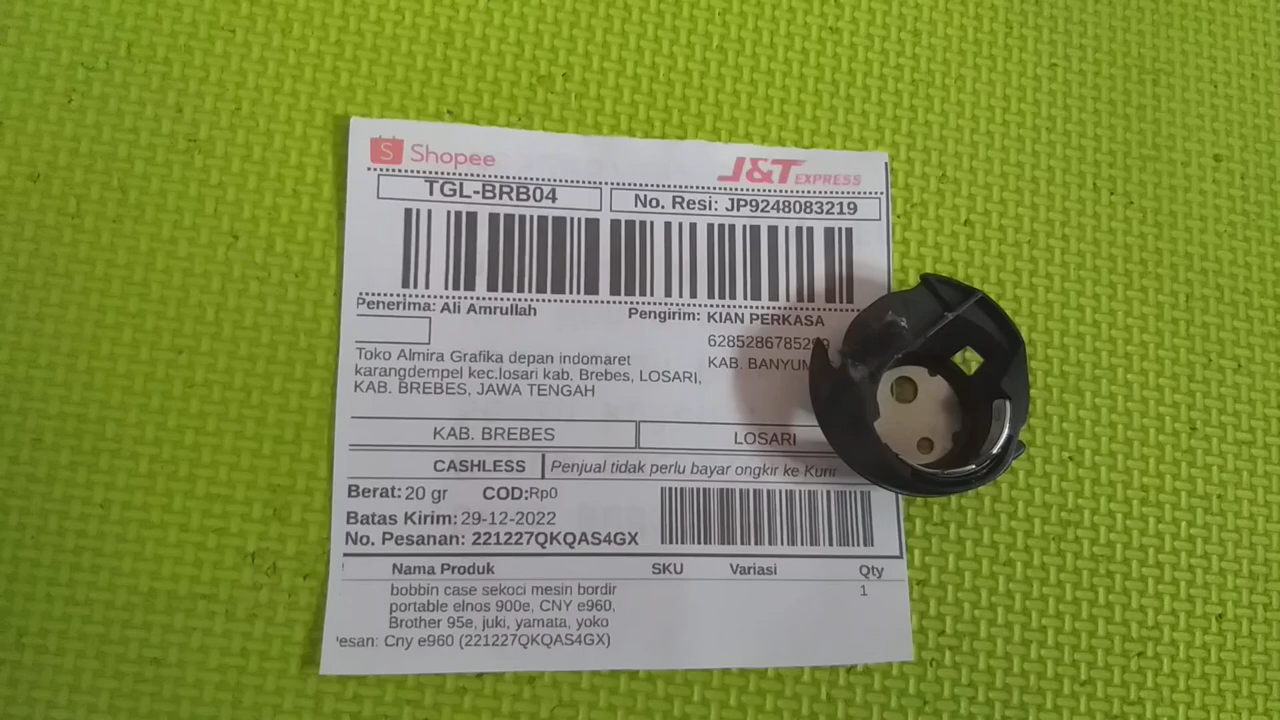 Shopee
J&T EXPRESS
TGL-BRB04
No. Resi: JP9248083219
Penerima: Ali Amrullah
Pengirim: KIAN PERKASA
KAB. BANYUM
Toko Almira Grafika depan indomaret
karangdempel kec.losari kab. Brebes, LOSARI,
KAB. BREBES, JAWA TENGAH
KAB. BREBES
LOSARI
CASHLESS
Penjual tidak perlu bayar ongkir ke Kurir
Berat: 20 gr
COD:Rp0
Batas Kirim: 29-12-2022
No. Pesanan: 221227QKQAS4GX
Nama Produk SKU Variasi Qty
bobbin case sekoci mesin bordir 1
portable elnos 900e, CNY e960,
Brother 95e, juki, yamata, yoko
esan: Cny e960 (221227QKQAS4GX)